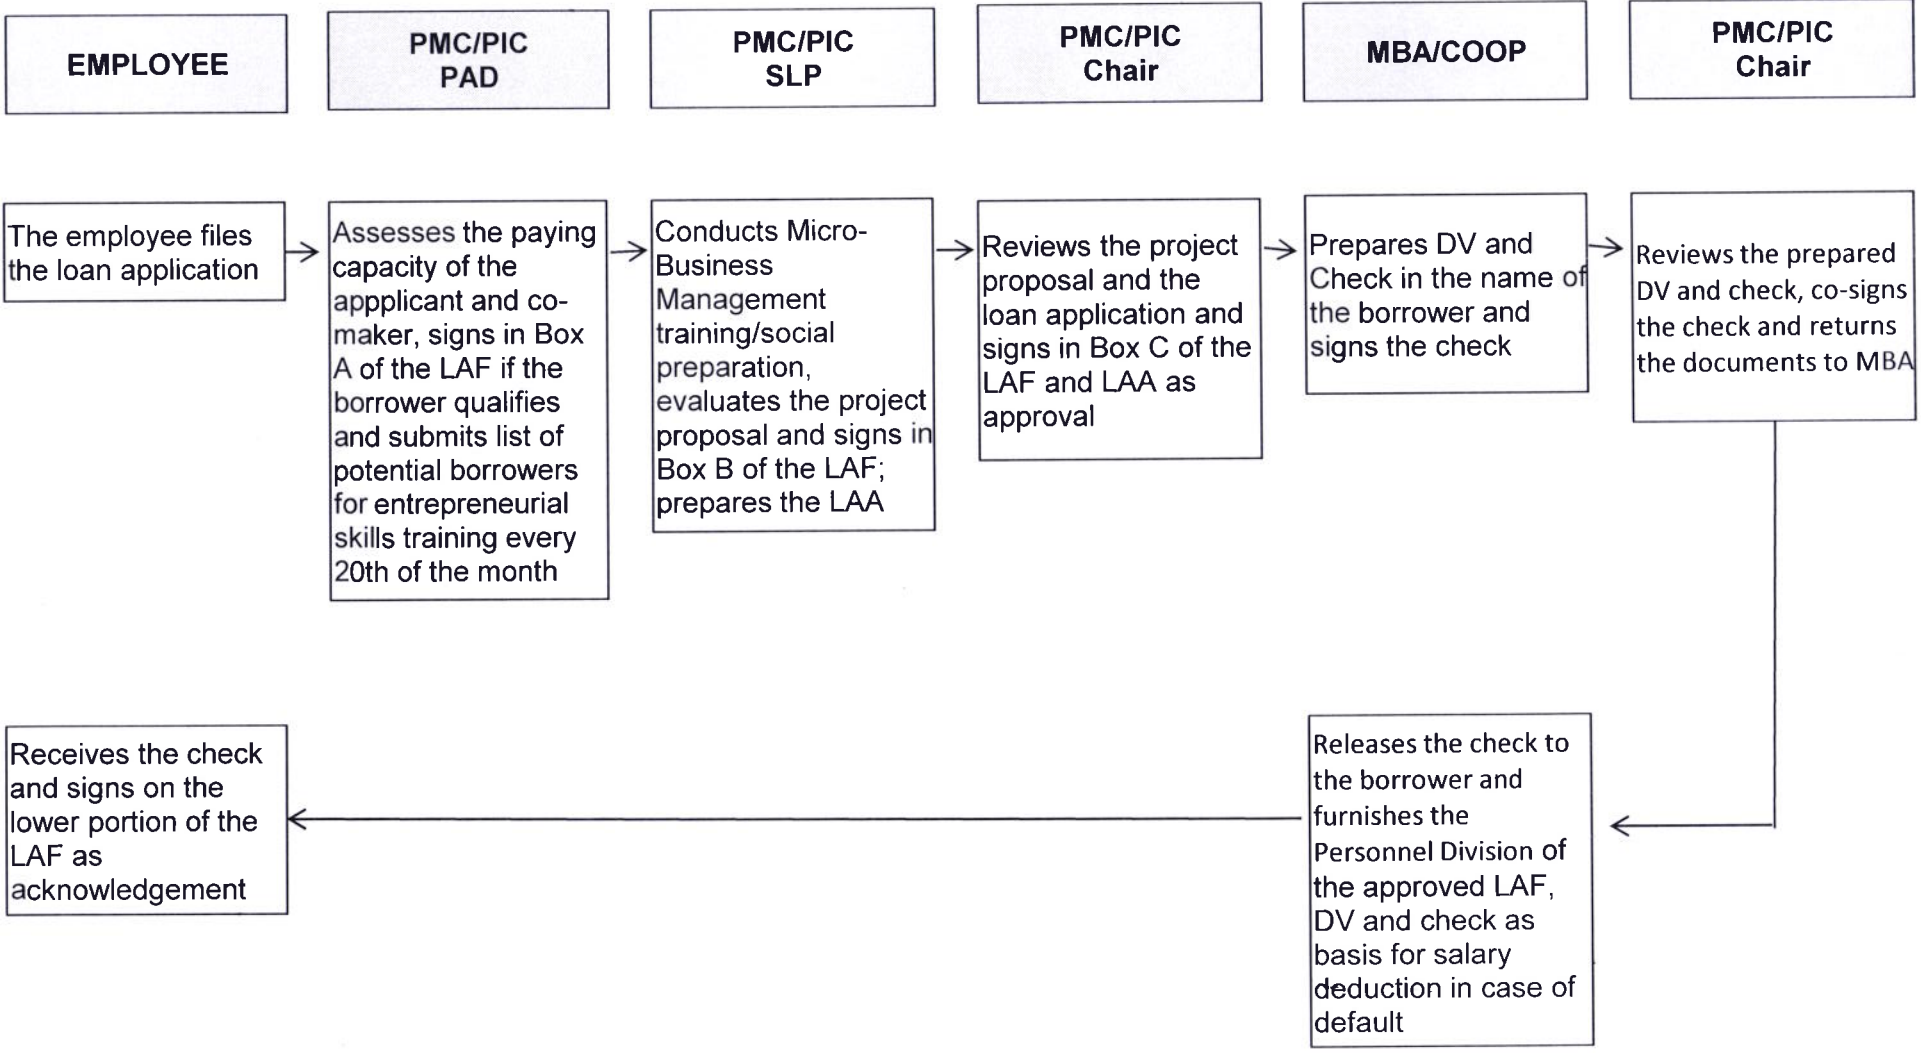 EMPLOYEE
PMC/PIC
PAD
PMC/PIC
SLP
PMC/PIC
Chair
MBA/COOP
PMC/PIC
Chair
The employee files
the loan application
Assesses the paying
capacity of the
appplicant and co-
maker, signs in Box
A of the LAF if the
borrower qualifies
and submits list of
potential borrowers
for entrepreneurial
skills training every
20th of the month
Conducts Micro-
Business
Management
training/social
preparation,
evaluates the project
proposal and signs in
Box B of the LAF;
prepares the LAA
Reviews the project
proposal and the
loan application and
signs in Box C of the
LAF and LAA as
approval
Prepares DV and
Check in the name of
the borrower and
signs the check
Reviews the prepared
DV and check, co-signs
the check and returns
the documents to MBA
Receives the check
and signs on the
lower portion of the
LAF as
acknowledgement
Releases the check to
the borrower and
furnishes the
Personnel Division of
the approved LAF,
DV and check as
basis for salary
deduction in case of
default